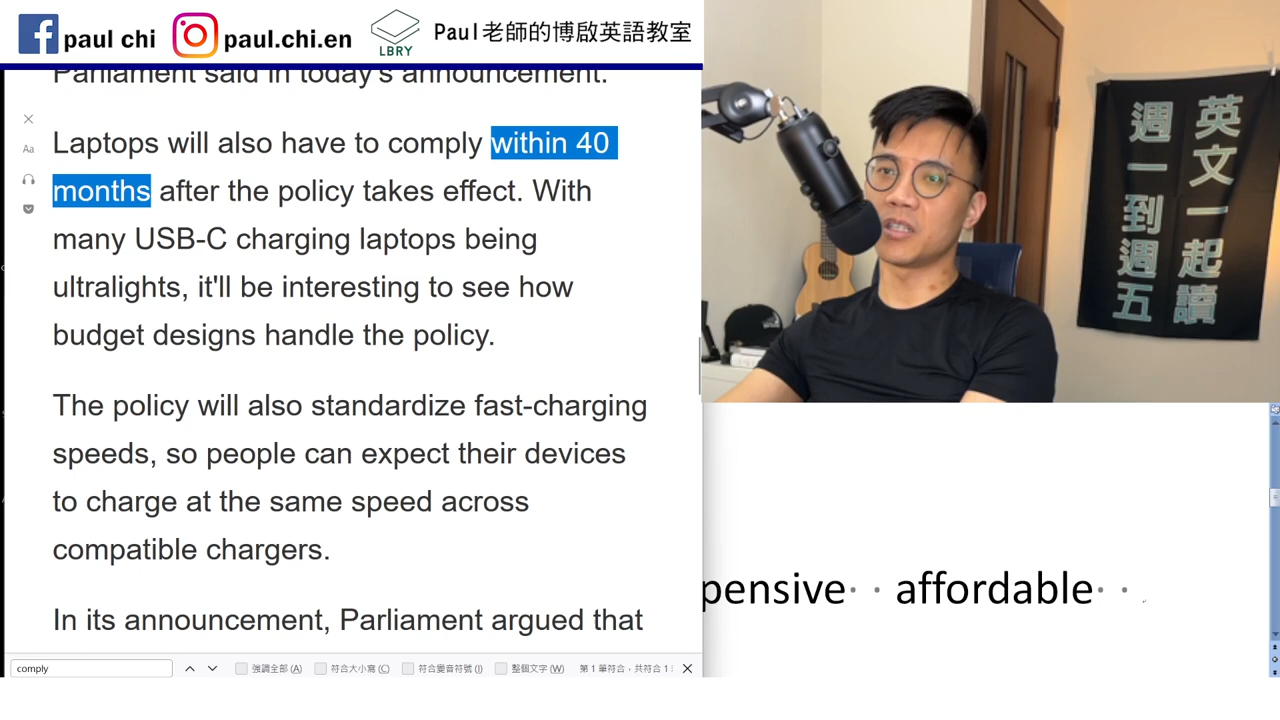 paul chi
paul.chi.en
LBRY
Paul老師的博啟英語教室
Parliament said in today's announcement.
Aa
Laptops will also have to comply within 40
months after the policy takes effect. With
many USB-C charging laptops being
ultralights, it'll be interesting to see how
budget designs handle the policy.
The policy will also standardize fast-charging
speeds, so people can expect their devices
to charge at the same speed across
compatible chargers.
In its announcement, Parliament argued that
comply
強調全部 (A)
符合大小寫 (C)
符合變音符號 (I)
整個文字 (W)
第 1 筆符合，共符合 1
英文一起讀
週一到週五
pensive affordable